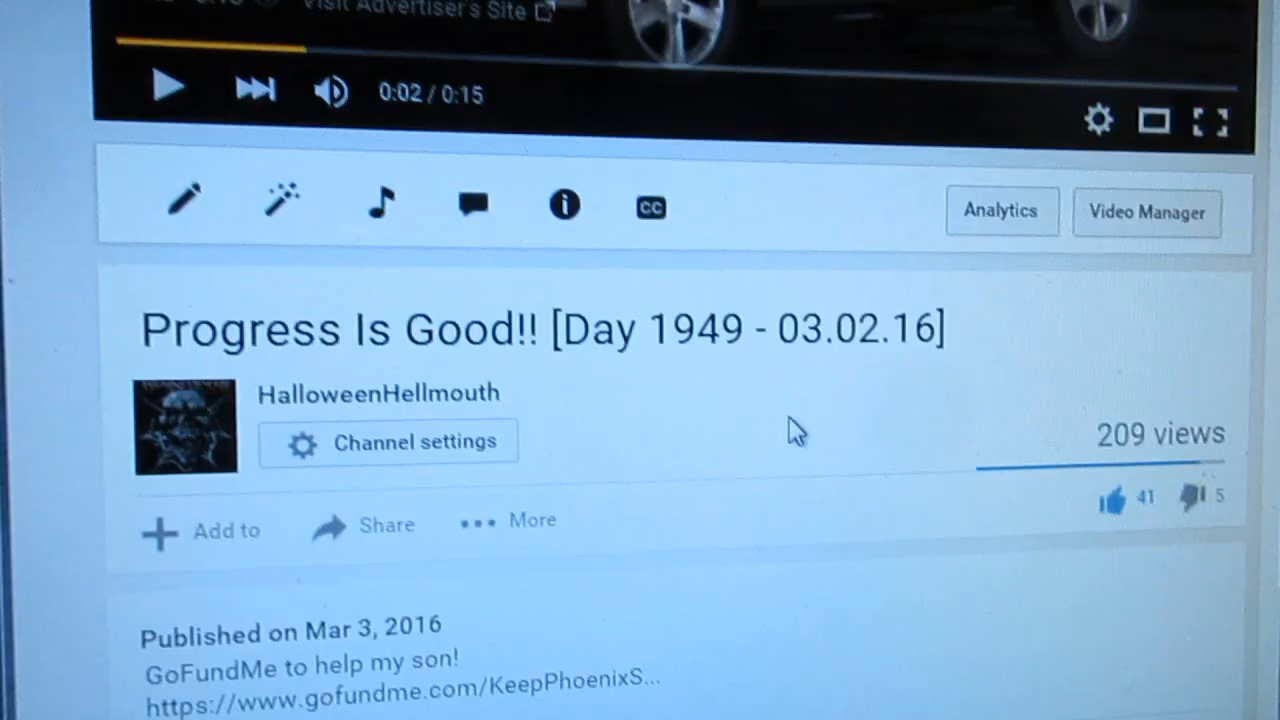 Visit Advertiser's Site
0:02 / 0:15
CC
Analytics
Video Manager
Progress Is Good!! [Day 1949 - 03.02.16]
HalloweenHellmouth
Channel settings
209 views
41
5
Add to
Share
More
Published on Mar 3, 2016
GoFundMe to help my son!
https://www.gofundme.com/KeepPhoenixS...